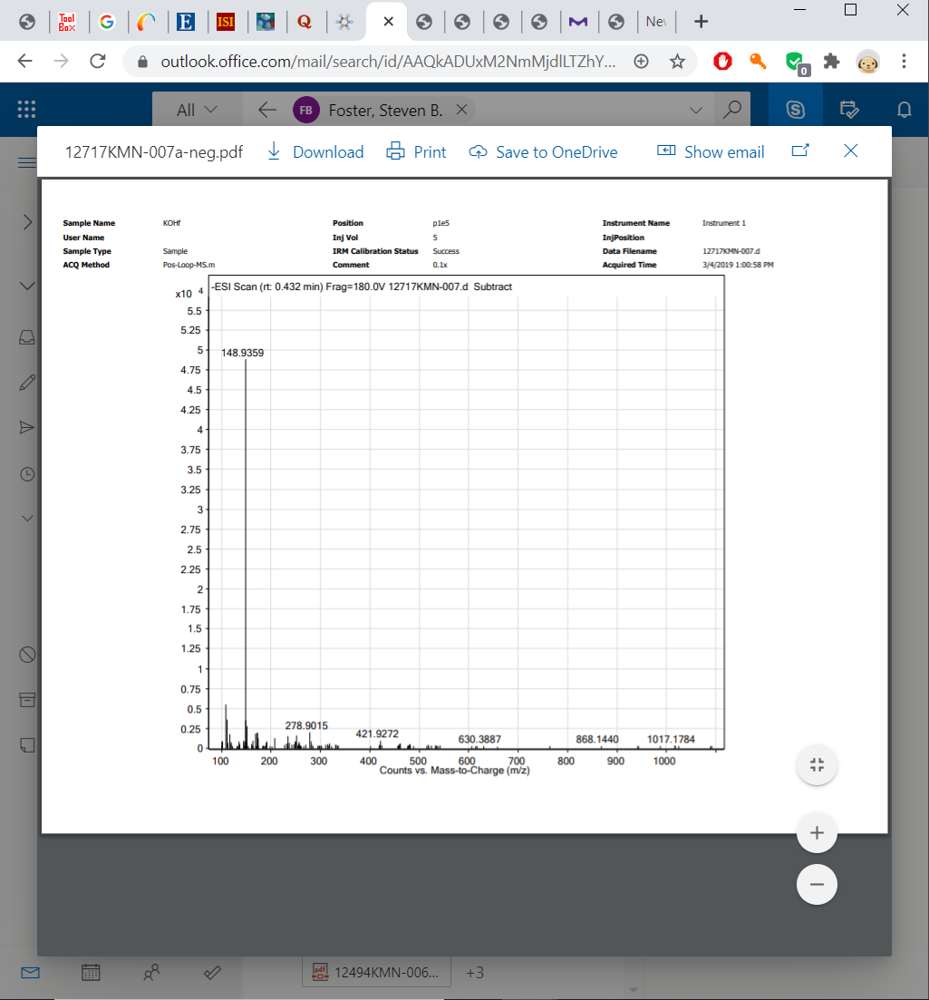 Tool
Box
G
E
ISI
Q
Nev
outlook.office.com/mail/search/id/AAQkADUxM2NmMjdlLTZhY...
0
All
FB
Foster, Steven B.
12717KMN-007a-neg.pdf
Download
Print
Save to OneDrive
Show email
Sample Name KOHf Position p1e5 Instrument Name Instrument 1
User Name Inj Vol 5 InjPosition
Sample Type Sample IRM Calibration Status Success Data Filename 12717KMN-007.d
ACQ Method Pos-Loop-MS.m Comment 0.1x Acquired Time 3/4/2019 1:00:58 PM
x10 4
-ESI Scan (rt: 0.432 min) Frag=180.0V 12717KMN-007.d Subtract
5.5
5.25
5
148.9359
4.75
4.5
4.25
4
3.75
3.5
3.25
3
2.75
2.5
2.25
2
1.75
1.5
1.25
1
0.75
0.5
0.25
278.9015
421.9272
630.3887
868.1440
1017.1784
0
100 200 300 400 500 600 700 800 900 1000
Counts vs. Mass-to-Charge (m/z)
pdf
12494KMN-006...
+3